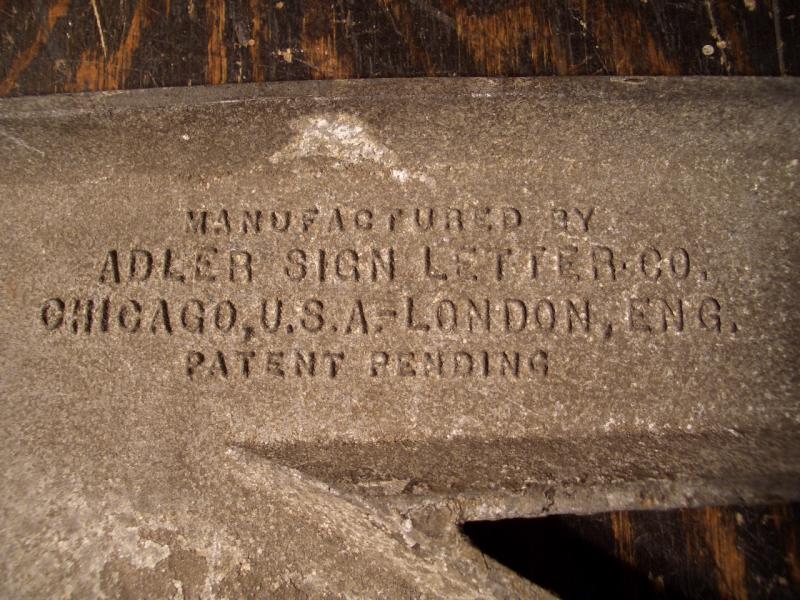 MANUFACTURED BY
ADLER SIGN LETTER CO.
CHICAGO, U.S.A.-LONDON, ENG.
PATENT PENDING